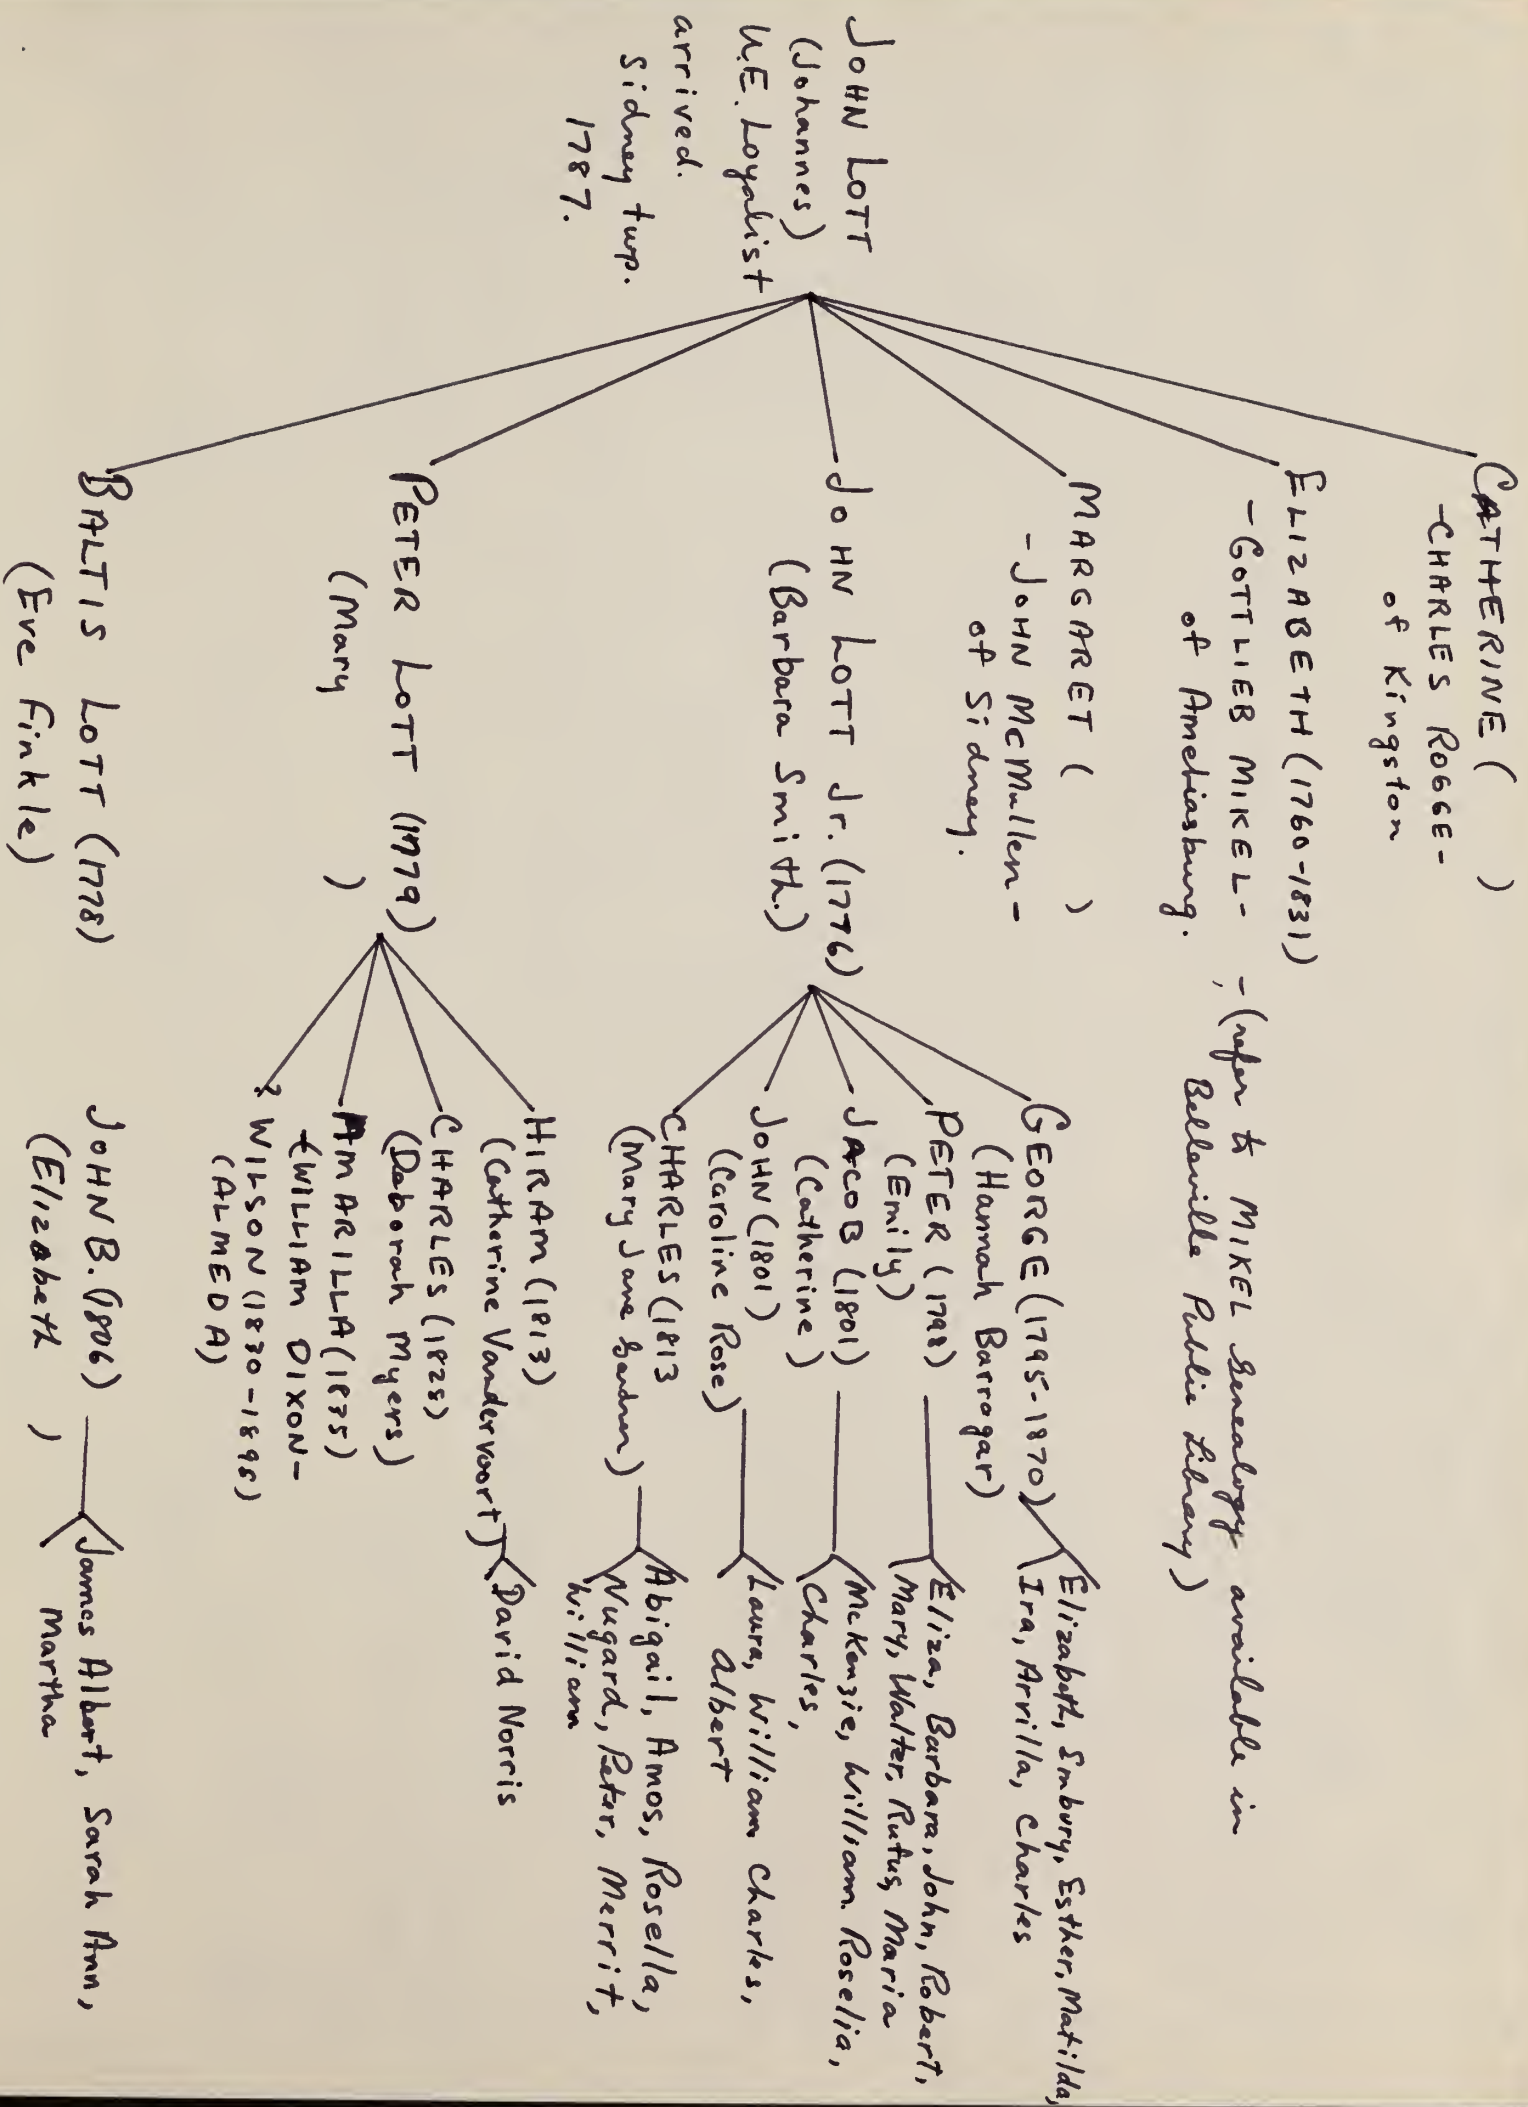 JOHN LOTT
(Johannes)
U.E. Loyalist
arrived.
Sidney twp.
1787.
CATHERINE ( )
-CHARLES ROGGE-
of Kingston
ELIZABETH (1760-1831)
- GOTTLIEB MIKEL- - (refer to MIKEL Genealogy available in
of Ameliasburg. Belleville Public Library)
MARGARET ( )
- JOHN McMullen -
of Sidney.
JOHN LOTT Jr. (1776)
(Barbara Smith.)
GEORGE (1795-1870)
(Hannah Barragar)
Elizabeth, Embury, Esther, Matilda,
Ira, Arvilla, Charles
PETER (1798)
(Emily)
Eliza, Barbara, John, Robert,
Mary, Walter, Rufus, Maria
JACOB (1801)
(Catherine)
McKenzie, William. Roselia,
Charles,
JOHN (1801)
(Caroline Rose)
Laura, William Charles,
Albert
CHARLES (1813
(Mary Jane )
Abigail, Amos, Rosella,
Nugard, Peter, Merrit,
William
PETER LOTT (1779)
(Mary )
HIRAM (1813)
(Catherine Vandervoort)
David Norris
CHARLES (1825)
(Deborah Myers)
AMARILLA (1835)
(WILLIAM DIXON-
? WILSON (1830-1895)
(ALMEDA)
BALTIS LOTT (1778)
(Eve Finkle)
JOHN B. (1806)
(Elizabeth )
James Albert, Sarah Ann,
Martha